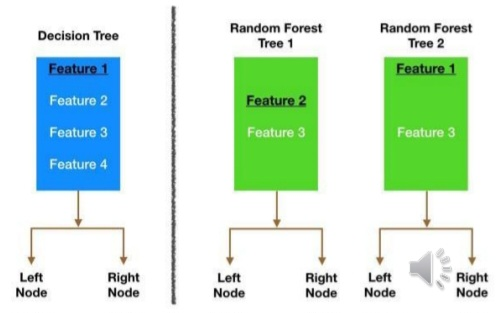 Decision Tree
Feature 1
Feature 2
Feature 3
Feature 4
Left
Node
Right
Node
Random Forest
Tree 1
Feature 2
Feature 3
Left
Node
Right
Node
Random Forest
Tree 2
Feature 1
Feature 3
Left
Node
Right
Node